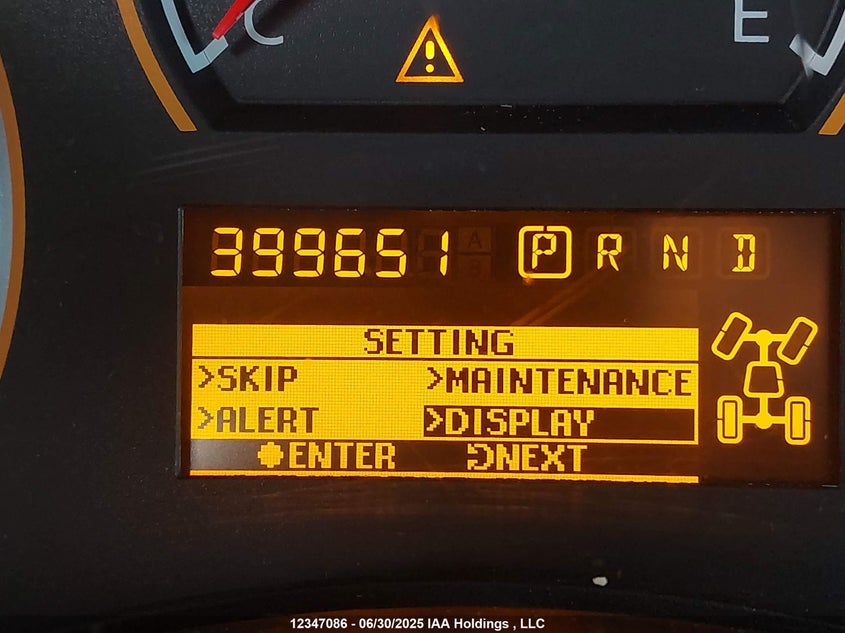 C E
399651 P R N D
SETTING
>SKIP >MAINTENANCE
>ALERT >DISPLAY
ENTER NEXT
12347086 - 06/30/2025 IAA Holdings , LLC